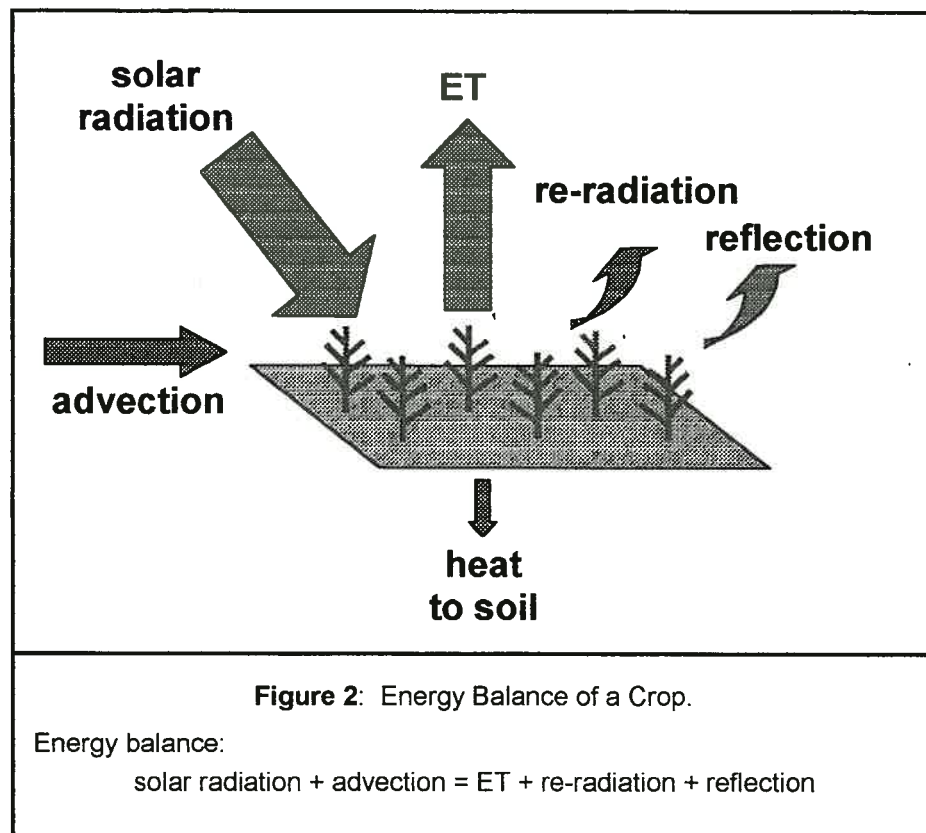 solar
radiation
ET
re-radiation
reflection
advection
heat
to soil
Figure 2: Energy Balance of a Crop.
Energy balance:
solar radiation + advection = ET + re-radiation + reflection